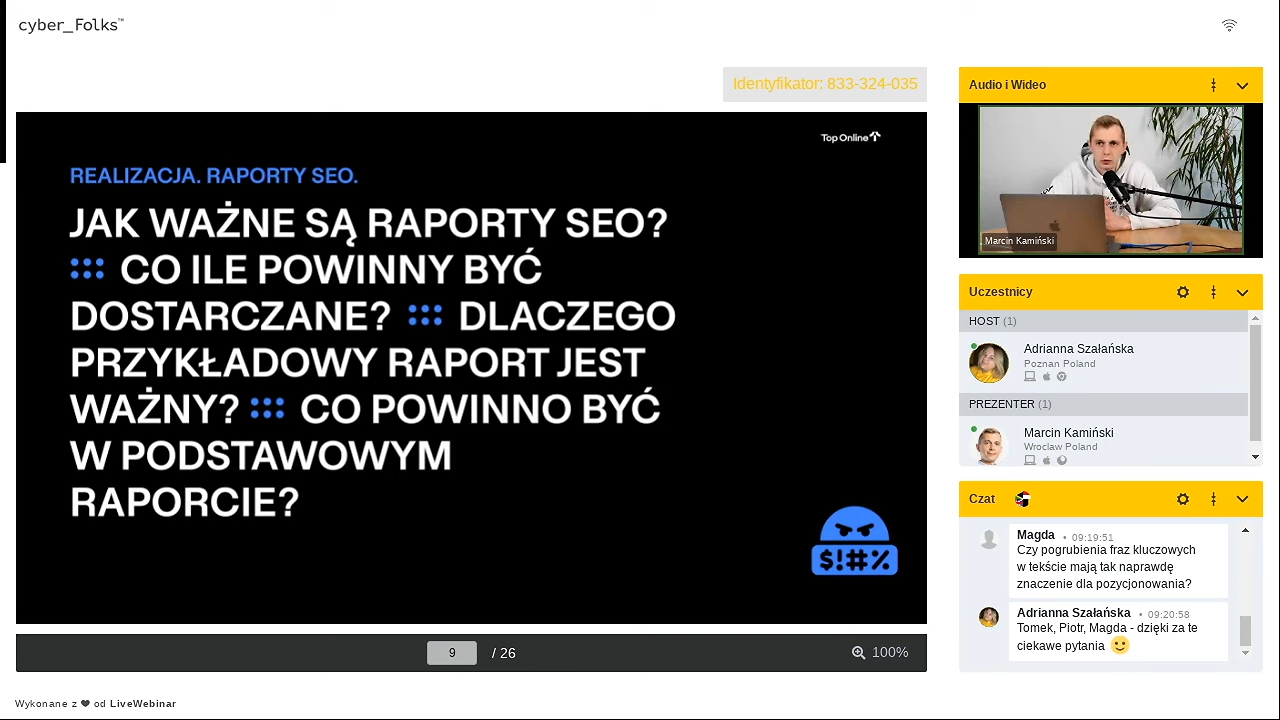 cyber_Folks™
Identyfikator: 833-324-035
Top Online
REALIZACJA. RAPORTY SEO.
JAK WAŻNE SĄ RAPORTY SEO?
CO ILE POWINNY BYĆ
DOSTARCZANE? DLACZEGO
PRZYKŁADOWY RAPORT JEST
WAŻNY? CO POWINNO BYĆ
W PODSTAWOWYM
RAPORCIE?
$!#%
9 / 26
100%
Audio i Wideo
Marcin Kamiński
Uczestnicy
HOST (1)
Adrianna Szałańska
Poznan Poland
PREZENTER (1)
Marcin Kamiński
Wroclaw Poland
Czat
Magda • 09:19:51
Czy pogrubienia fraz kluczowych
w tekście mają tak naprawdę
znaczenie dla pozycjonowania?
Adrianna Szałańska • 09:20:58
Tomek, Piotr, Magda - dzięki za te
ciekawe pytania 🙂
Wykonane z ❤ od LiveWebinar